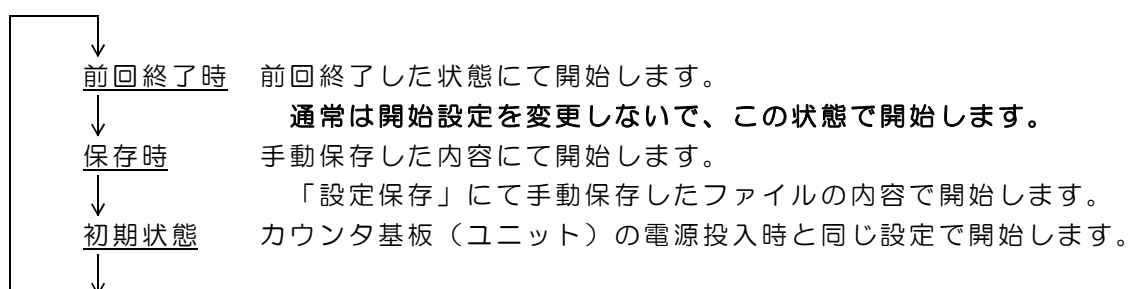 前回終了時　前回終了した状態にて開始します。
通常は開始設定を変更しないで、この状態で開始します。
保存時　手動保存した内容にて開始します。
「設定保存」にて手動保存したファイルの内容で開始します。
初期状態　カウンタ基板（ユニット）の電源投入時と同じ設定で開始します。